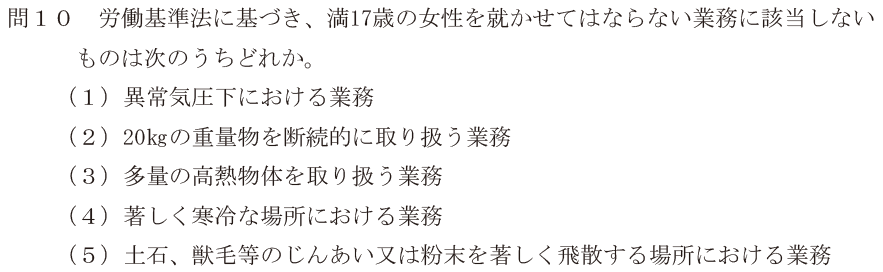 問１０　労働基準法に基づき、満17歳の女性を就かせてはならない業務に該当しない
ものは次のうちどれか。
（１）異常気圧下における業務
（２）20㎏の重量物を断続的に取り扱う業務
（３）多量の高熱物体を取り扱う業務
（４）著しく寒冷な場所における業務
（５）土石、獣毛等のじんあい又は粉末を著しく飛散する場所における業務